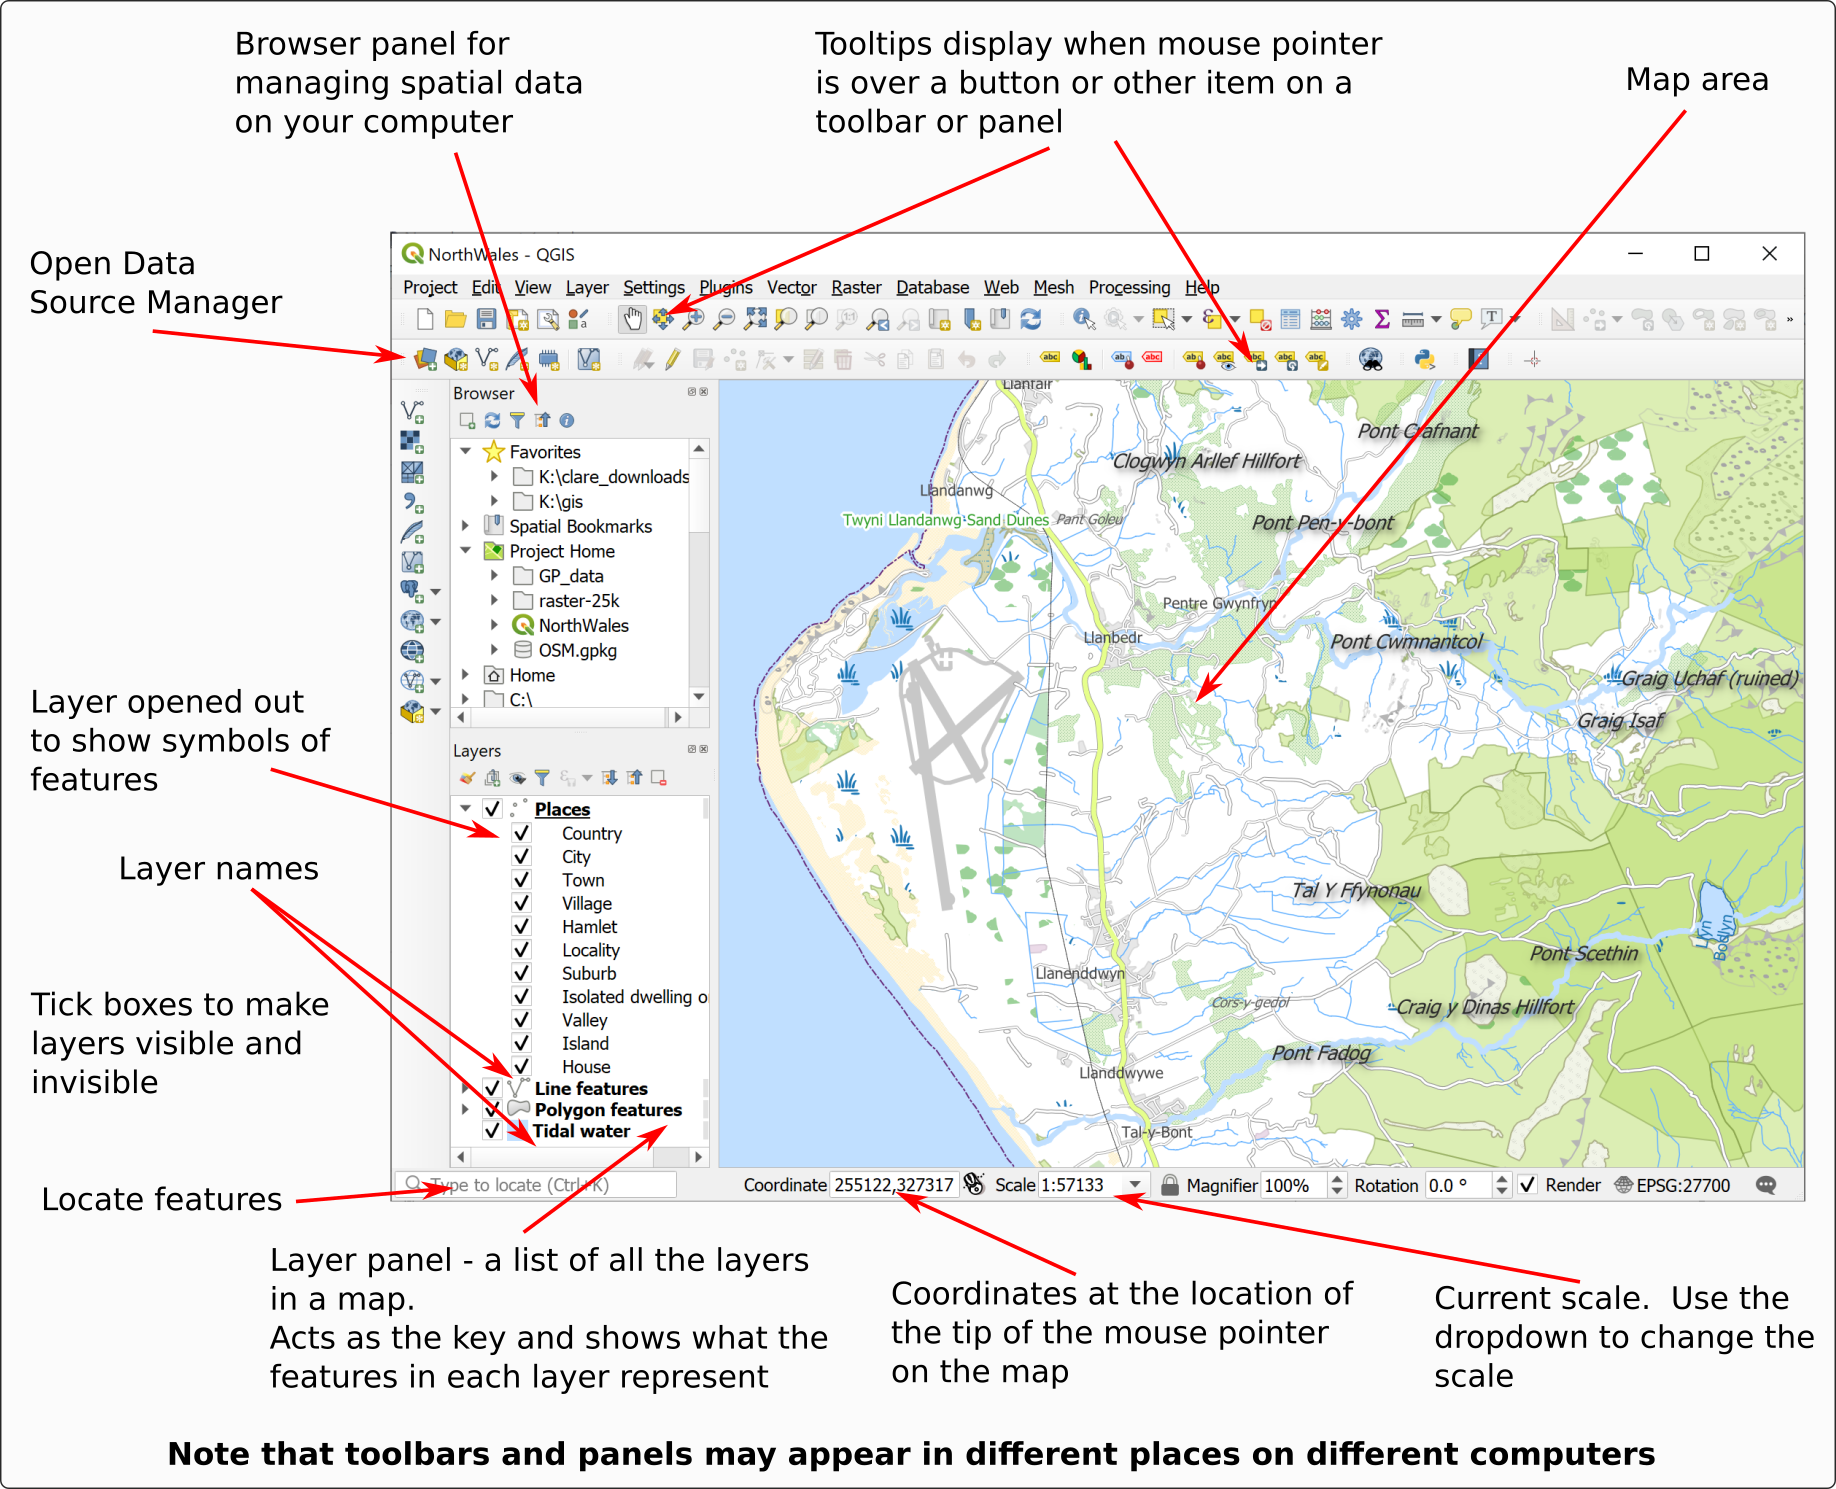 Browser panel for
managing spatial data
on your computer
Tooltips display when mouse pointer
is over a button or other item on a
toolbar or panel
Map area
Open Data
Source Manager
NorthWales - QGIS
Project Edit View Layer Settings Plugins Vector Raster Database Web Mesh Processing Help
Browser
Favorites
K:\clare_downloads
K:\gis
Spatial Bookmarks
Project Home
GP_data
raster-25k
NorthWales
OSM.gpkg
Home
C:\
Layer opened out
to show symbols of
features
Layer names
Tick boxes to make
layers visible and
invisible
Locate features
Layers
Places
Country
City
Town
Village
Hamlet
Locality
Suburb
Isolated dwelling o
Valley
Island
House
Line features
Polygon features
Tidal water
Llanfair
Pont Crafnant
Clogwyn Arllef Hillfort
Llandanwg
Twyni Llandanwg Sand Dunes
Pant Goleu
Pont Pen-y-bont
Pentre Gwynfryn
Llanbedr
Pont Cwmnantcol
Graig Uchaf (ruined)
Graig Isaf
Tal Y Ffynonau
Llyn
Bodlyn
Pont Scethin
Llanenddwyn
Cors-y-gedol
Craig y Dinas Hillfort
Pont Fadog
Llanddwywe
Tal-y-Bont
Type to locate (Ctrl+K)
Coordinate 255122,327317 Scale 1:57133 Magnifier 100% Rotation 0.0 ° Render EPSG:27700
Layer panel - a list of all the layers
in a map.
Acts as the key and shows what the
features in each layer represent
Coordinates at the location of
the tip of the mouse pointer
on the map
Current scale.  Use the
dropdown to change the
scale
Note that toolbars and panels may appear in different places on different computers